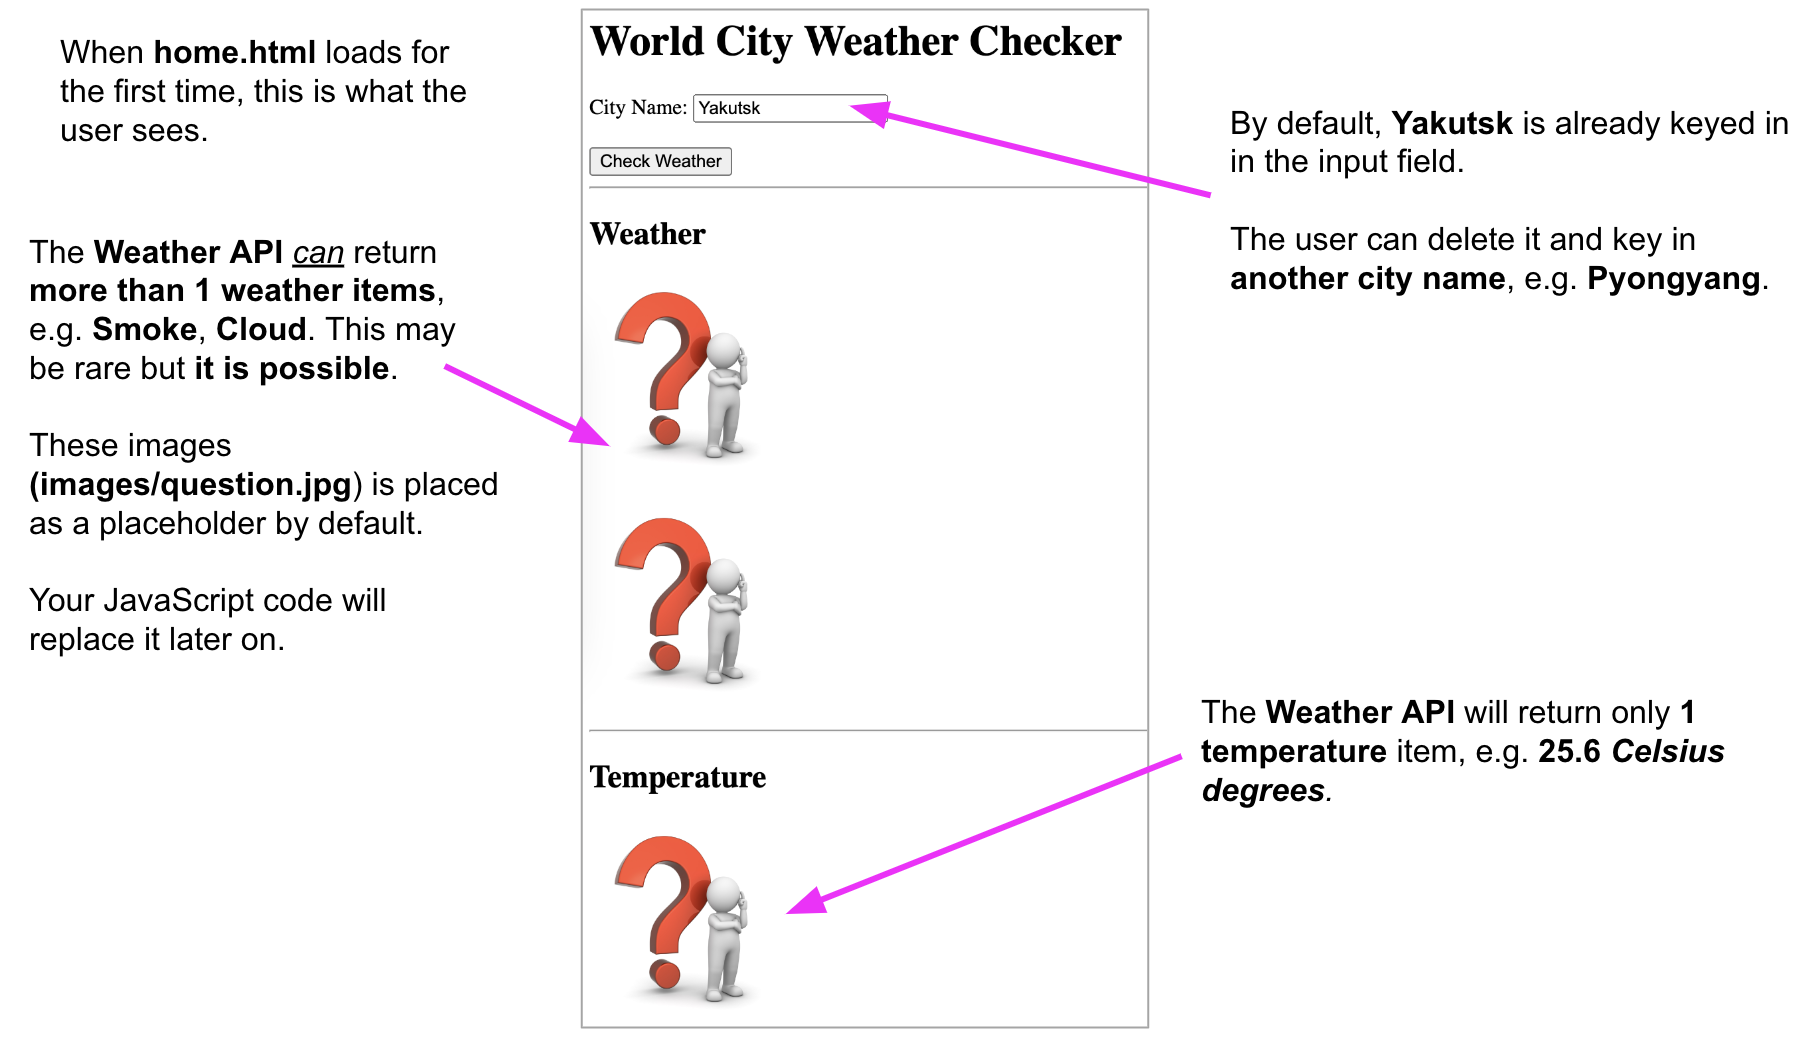 When home.html loads for
the first time, this is what the
user sees.
The Weather API can return
more than 1 weather items,
e.g. Smoke, Cloud. This may
be rare but it is possible.
These images
(images/question.jpg) is placed
as a placeholder by default.
Your JavaScript code will
replace it later on.
World City Weather Checker
City Name: Yakutsk
Check Weather
Weather
Temperature
By default, Yakutsk is already keyed in
in the input field.
The user can delete it and key in
another city name, e.g. Pyongyang.
The Weather API will return only 1
temperature item, e.g. 25.6 Celsius
degrees.